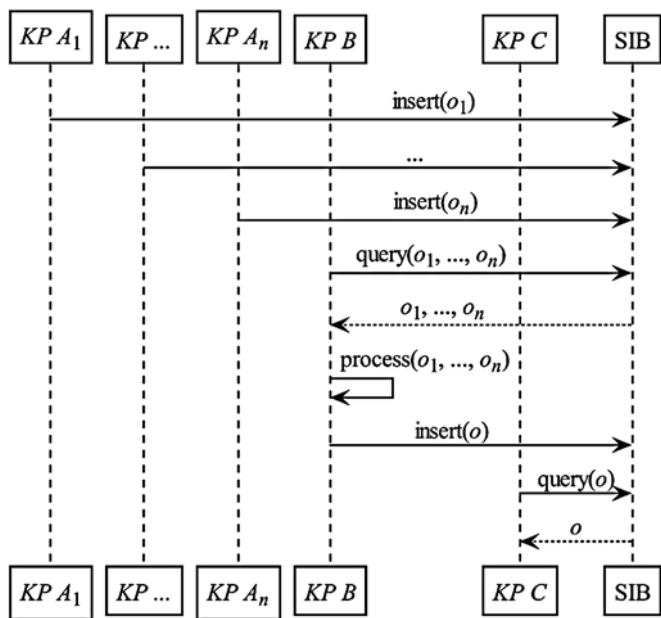 KP A₁ KP ... KP Aₙ KP B KP C SIB
insert(o₁)
...
insert(oₙ)
query(o₁, ..., oₙ)
o₁, ..., oₙ
process(o₁, ..., oₙ)
insert(o)
query(o)
o
KP A₁ KP ... KP Aₙ KP B KP C SIB